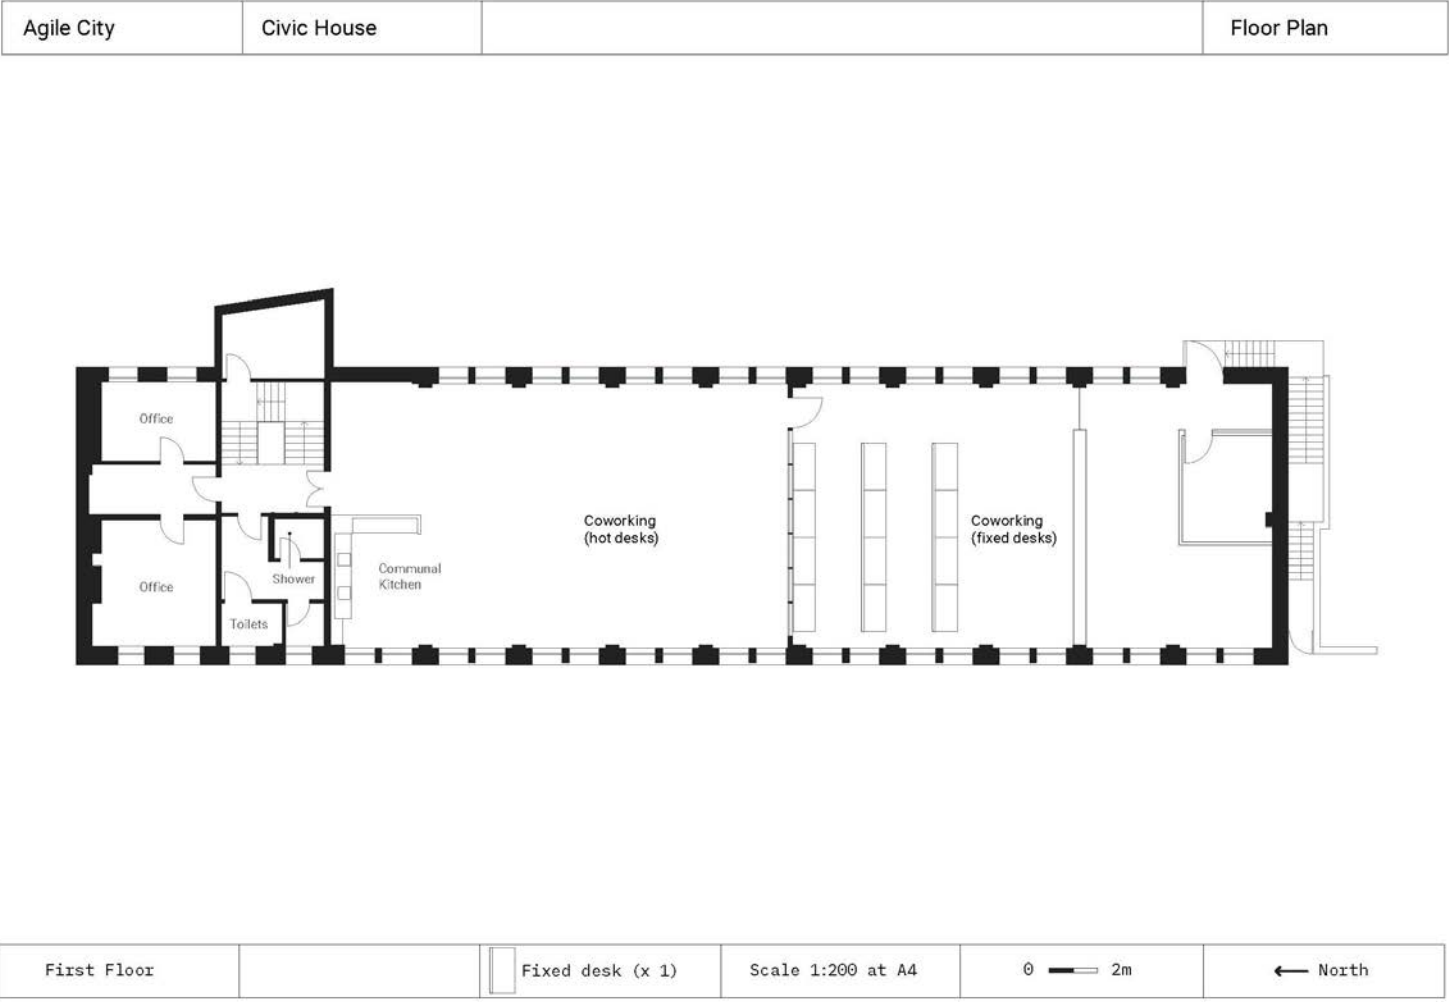 Agile City
Civic House
Floor Plan
Office
Office
Shower
Toilets
Communal
Kitchen
Coworking
(hot desks)
Coworking
(fixed desks)
First Floor
Fixed desk (x 1)
Scale 1:200 at A4
0 2m
North